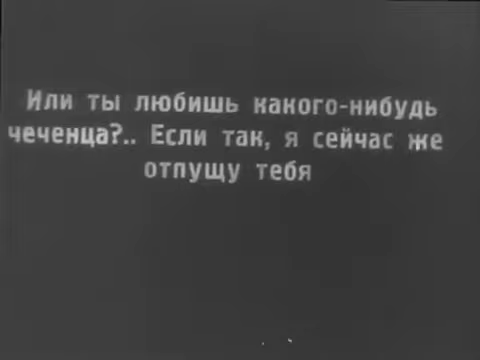 Или ты любишь какого-нибудь
чеченца?.. Если так, я сейчас же
отпущу тебя